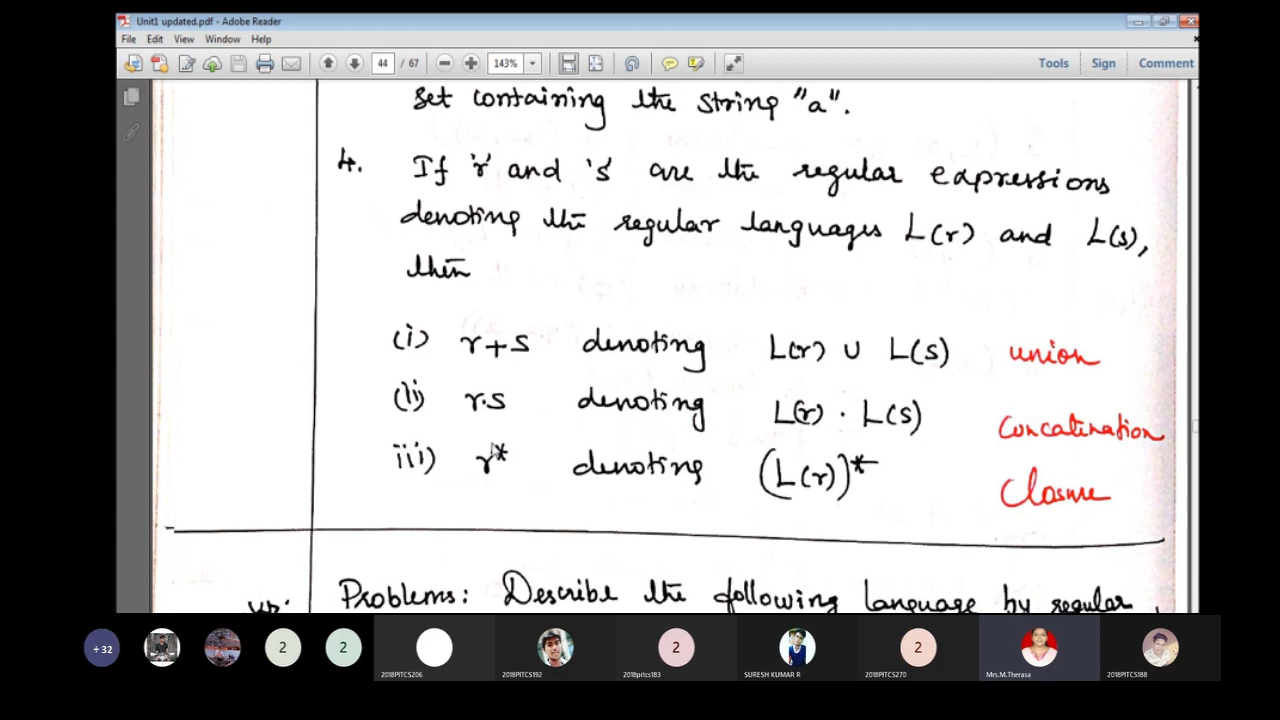 Unit1 updated.pdf - Adobe Reader
File Edit View Window Help
44 / 67 143% Tools Sign Comment
set containing the string "a".
4. If 'r' and 's' are the regular expressions
denoting the regular languages L(r) and L(s),
then
(i) r+s denoting L(r) ∪ L(s) union
(ii) r.s denoting L(r) . L(s) concatination
iii) r* denoting (L(r))* Closure
Problems: Describe the following language by regular
+32 2 2 2 2
2018PITCS206 2018PITCS192 2018pitcs183 SURESH KUMAR R 2018PITCS270 Mrs.M.Therasa 2018PITCS188